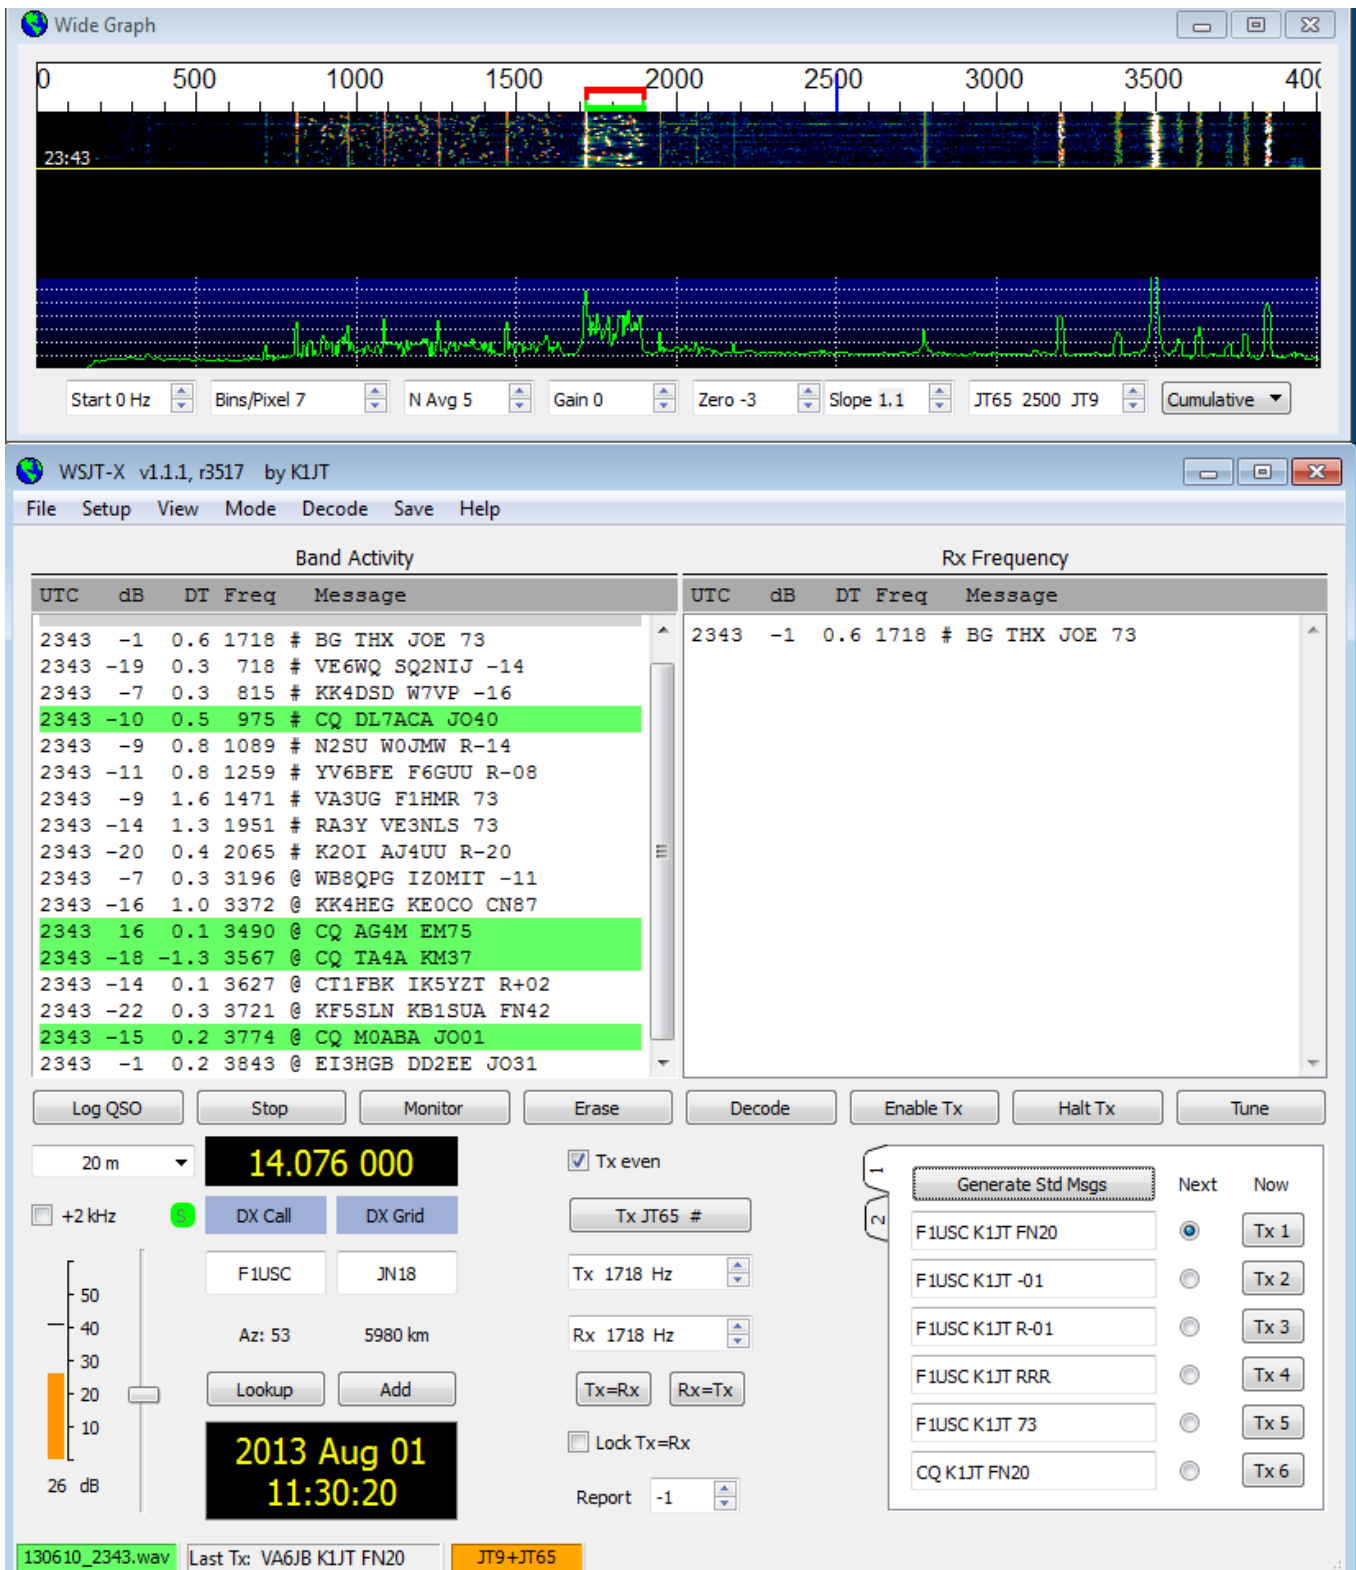 Wide Graph
0 500 1000 1500 2000 2500 3000 3500 400
23:43
Start 0 Hz Bins/Pixel 7 N Avg 5 Gain 0 Zero -3 Slope 1.1 JT65 2500 JT9 Cumulative
WSJT-X v1.1.1, r3517 by K1JT
File Setup View Mode Decode Save Help
Band Activity
UTC dB DT Freq Message
2343 -1 0.6 1718 # BG THX JOE 73
2343 -19 0.3 718 # VE6WQ SQ2NIJ -14
2343 -7 0.3 815 # KK4DSD W7VP -16
2343 -10 0.5 975 # CQ DL7ACA JO40
2343 -9 0.8 1089 # N2SU W0JMW R-14
2343 -11 0.8 1259 # YV6BFE F6GUU R-08
2343 -9 1.6 1471 # VA3UG F1HMR 73
2343 -14 1.3 1951 # RA3Y VE3NLS 73
2343 -20 0.4 2065 # K2OI AJ4UU R-20
2343 -7 0.3 3196 @ WB8QPG IZ0MIT -11
2343 -16 1.0 3372 @ KK4HEG KE0CO CN87
2343 16 0.1 3490 @ CQ AG4M EM75
2343 -18 -1.3 3567 @ CQ TA4A KM37
2343 -14 0.1 3627 @ CT1FBK IK5YZT R+02
2343 -22 0.3 3721 @ KF5SLN KB1SUA FN42
2343 -15 0.2 3774 @ CQ M0ABA JO01
2343 -1 0.2 3843 @ EI3HGB DD2EE JO31
Rx Frequency
UTC dB DT Freq Message
2343 -1 0.6 1718 # BG THX JOE 73
Log QSO Stop Monitor Erase Decode Enable Tx Halt Tx Tune
20 m
14.076 000
+2 kHz
S
DX Call DX Grid
F1USC JN18
Az: 53 5980 km
Lookup Add
2013 Aug 01
11:30:20
50
40
30
20
10
26 dB
Tx even
Tx JT65 #
Tx 1718 Hz
Rx 1718 Hz
Tx=Rx Rx=Tx
Lock Tx=Rx
Report -1
1
2
Generate Std Msgs Next Now
F1USC K1JT FN20 Tx 1
F1USC K1JT -01 Tx 2
F1USC K1JT R-01 Tx 3
F1USC K1JT RRR Tx 4
F1USC K1JT 73 Tx 5
CQ K1JT FN20 Tx 6
130610_2343.wav Last Tx: VA6JB K1JT FN20 JT9+JT65